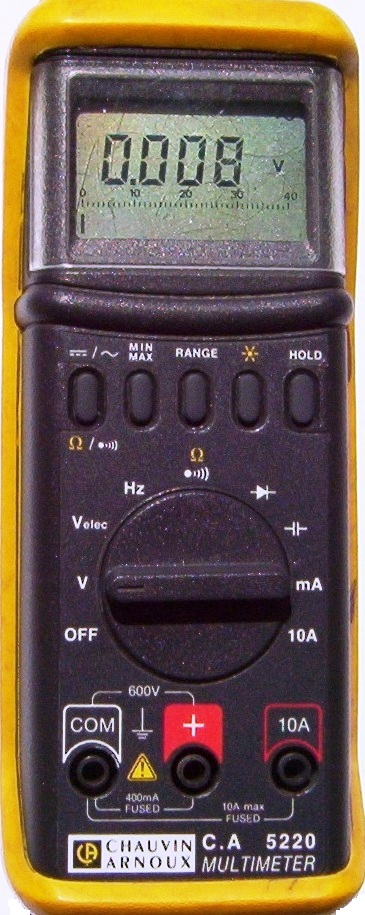 0.008 V
0 10 20 30 40
⎓/~ MIN MAX RANGE ☼ HOLD
Ω/•)))
Ω
•)))
Hz
Velec
V
mA
OFF
10A
600V
COM + 10A
400mA
FUSED
10A max
FUSED
CHAUVIN
ARNOUX
C.A 5220
MULTIMETER